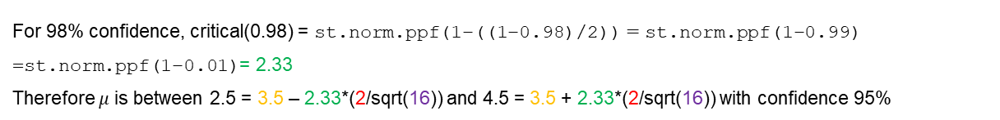 For 98% confidence, critical(0.98) = st.norm.ppf(1-((1-0.98)/2)) = st.norm.ppf(1-0.99)
=st.norm.ppf(1-0.01)= 2.33
Therefore μ is between 2.5 = 3.5 – 2.33*(2/sqrt(16)) and 4.5 = 3.5 + 2.33*(2/sqrt(16)) with confidence 95%